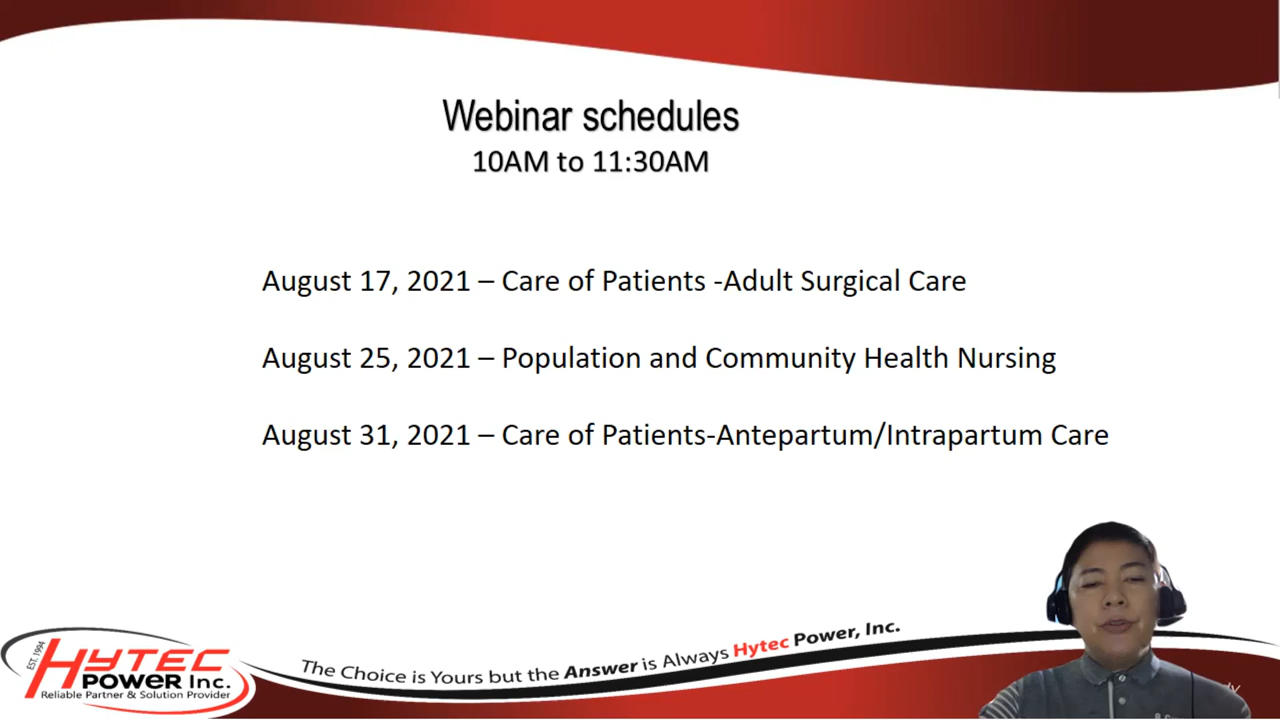 Webinar schedules
10AM to 11:30AM
August 17, 2021 – Care of Patients -Adult Surgical Care
August 25, 2021 – Population and Community Health Nursing
August 31, 2021 – Care of Patients-Antepartum/Intrapartum Care
The Choice is Yours but the Answer is Always Hytec Power, Inc.
EST. 1994
HYTEC
POWER Inc.
Reliable Partner & Solution Provider